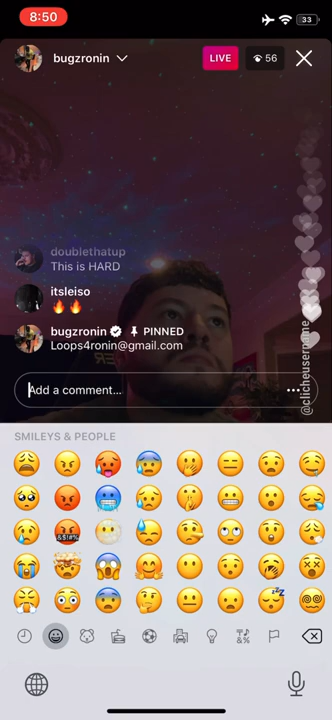 8:50
33
bugzronin
LIVE
56
doublethatup
This is HARD
itsleiso
bugzronin PINNED
Loops4ronin@gmail.com
@clicheusername
Add a comment...
SMILEYS & PEOPLE